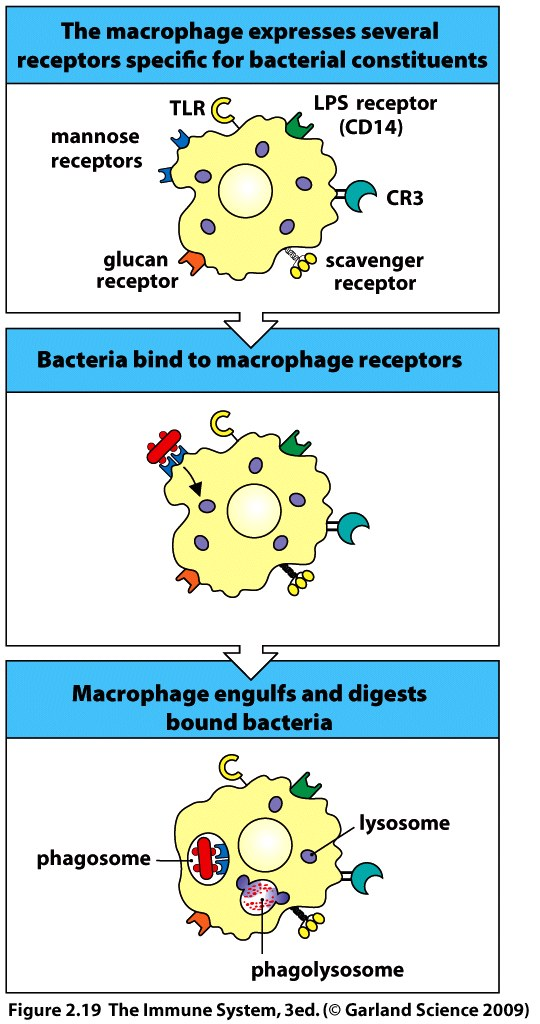 The macrophage expresses several
receptors specific for bacterial constituents
TLR
LPS receptor
(CD14)
mannose
receptors
CR3
glucan
receptor
scavenger
receptor
Bacteria bind to macrophage receptors
Macrophage engulfs and digests
bound bacteria
lysosome
phagosome
phagolysosome
Figure 2.19 The Immune System, 3ed. (© Garland Science 2009)